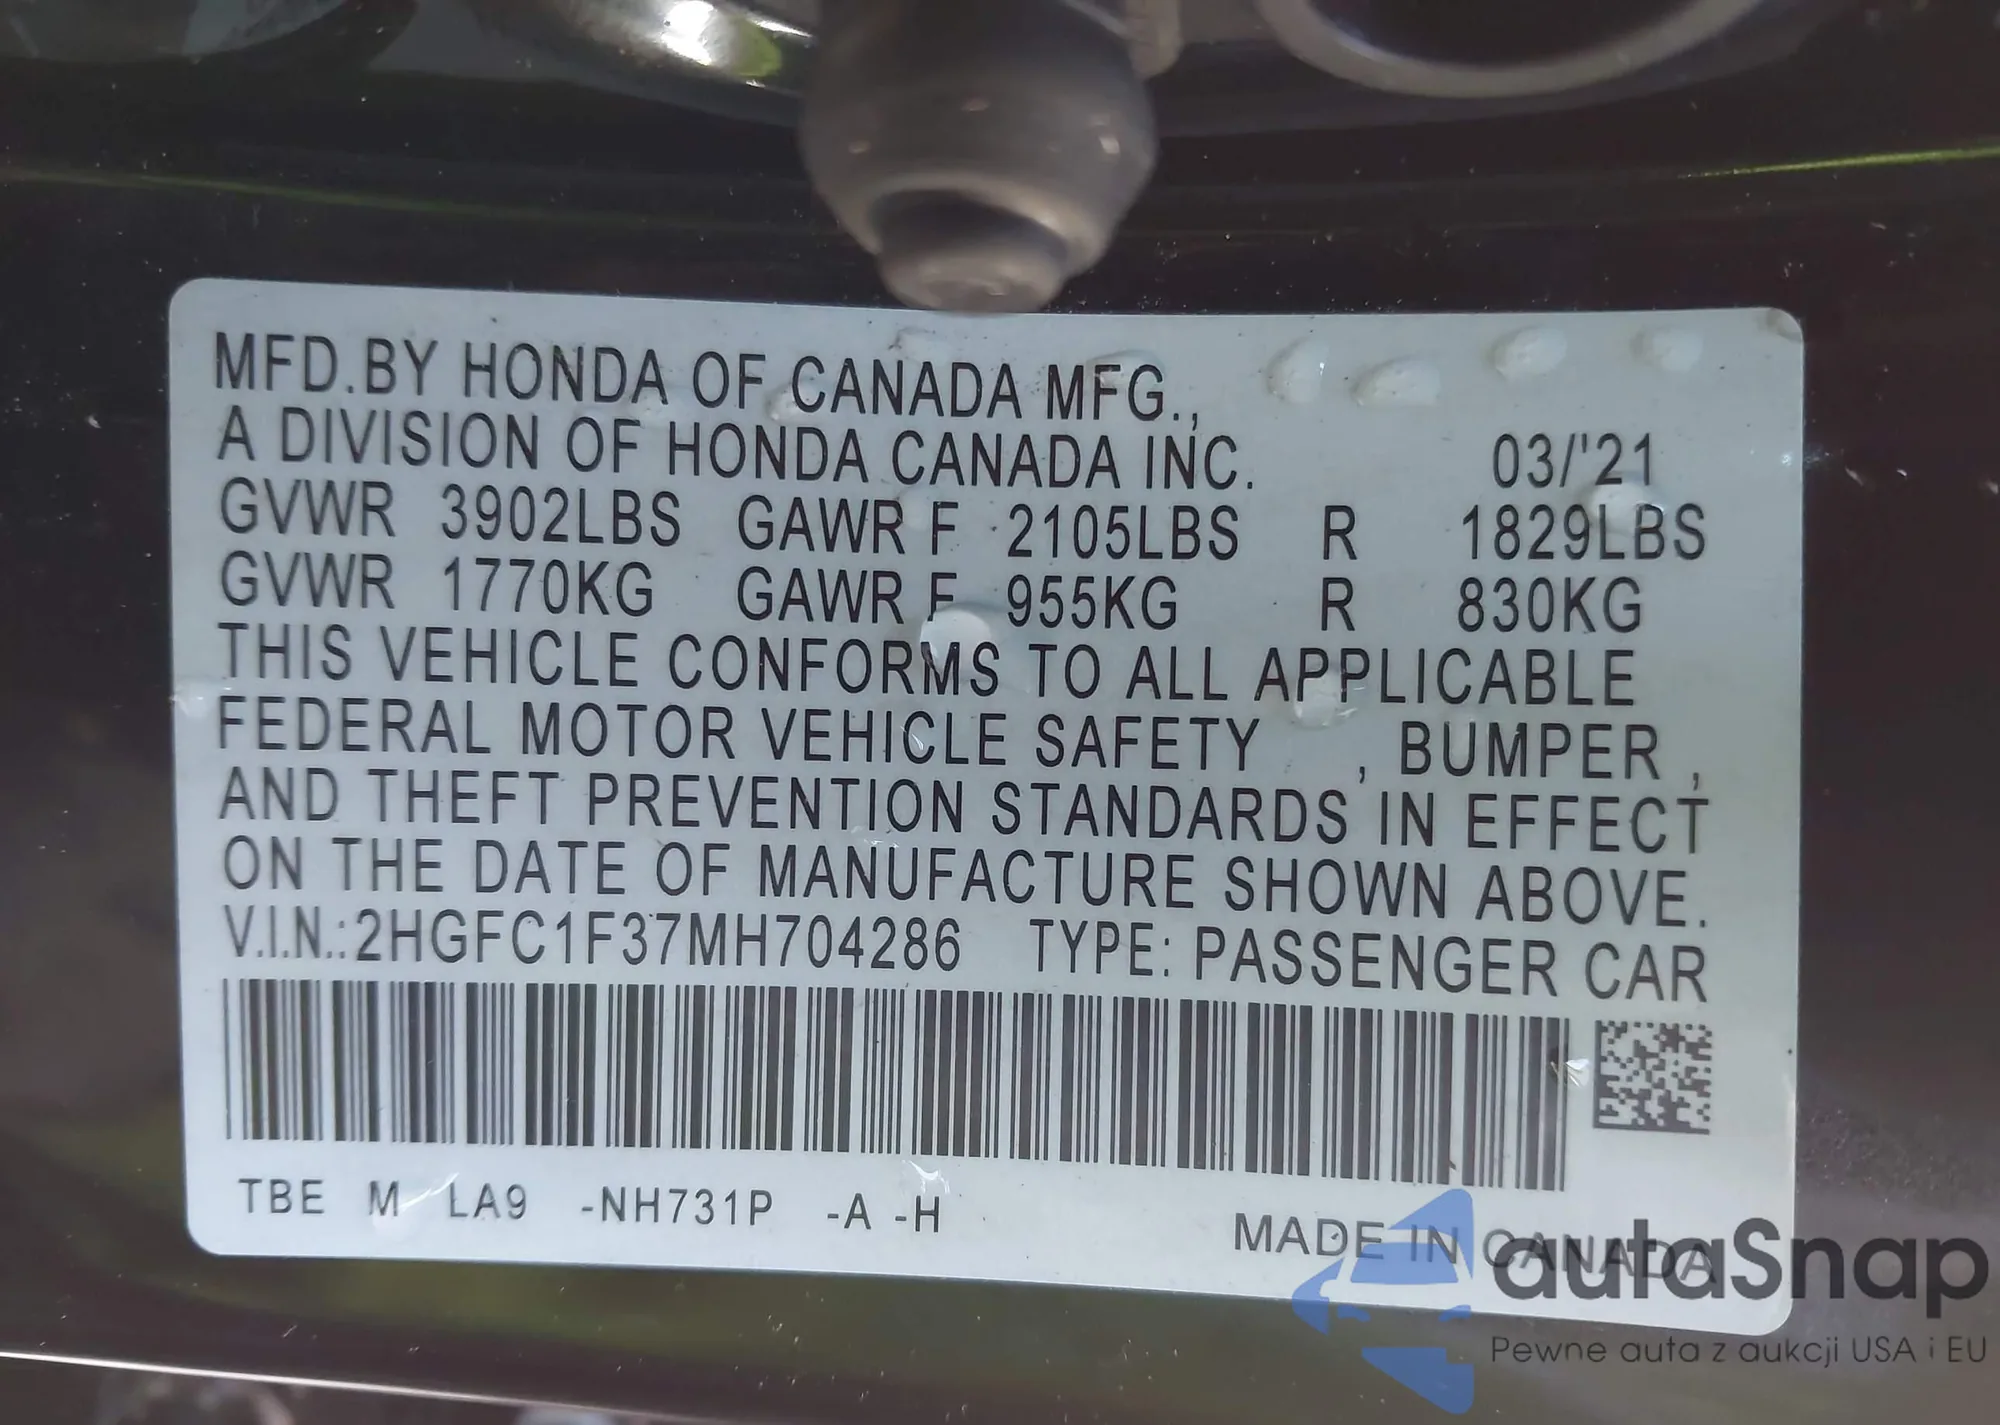 MFD.BY HONDA OF CANADA MFG.,
A DIVISION OF HONDA CANADA INC. 03/'21
GVWR 3902LBS GAWR F 2105LBS R 1829LBS
GVWR 1770KG GAWR F 955KG R 830KG
THIS VEHICLE CONFORMS TO ALL APPLICABLE
FEDERAL MOTOR VEHICLE SAFETY , BUMPER ,
AND THEFT PREVENTION STANDARDS IN EFFECT
ON THE DATE OF MANUFACTURE SHOWN ABOVE.
V.I.N.:2HGFC1F37MH704286 TYPE: PASSENGER CAR
TBE M LA9 -NH731P -A -H
MADE IN CANADA
autaSnap
Pewne auta z aukcji USA i EU